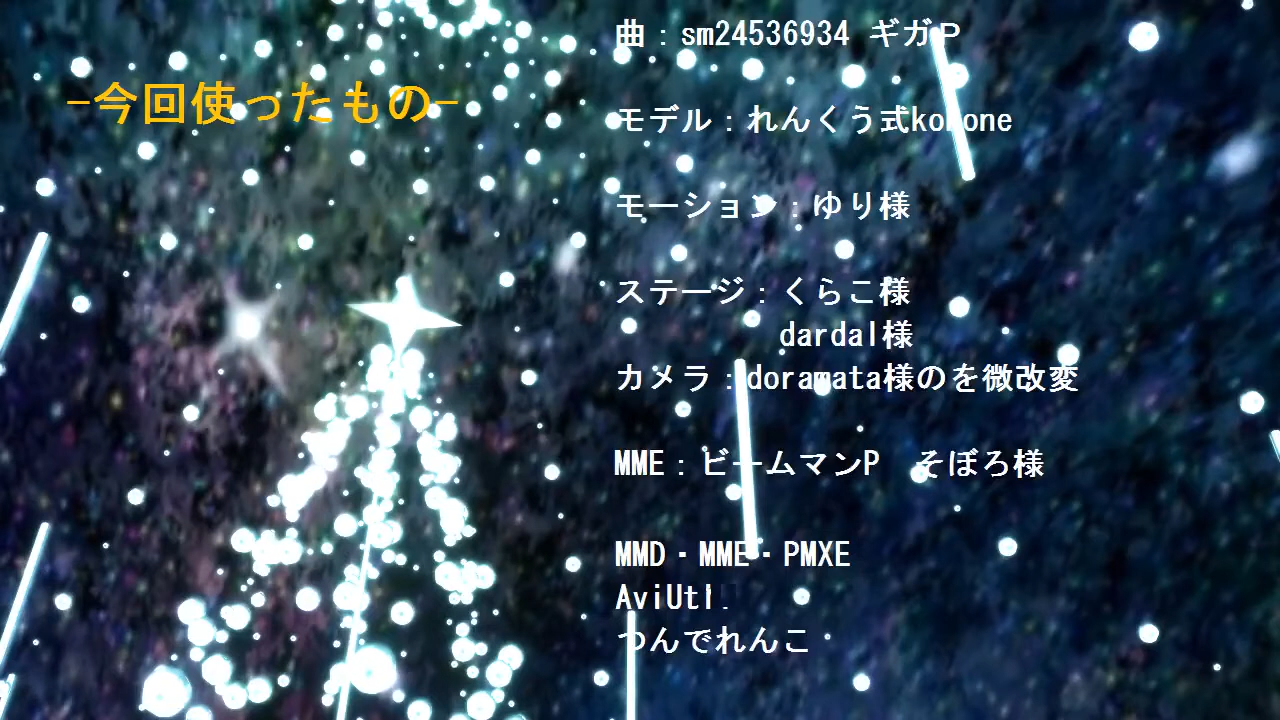 -今回使ったもの-
曲：sm24536934 ギガP
モデル：れんくう式kokone
モーション：ゆり様
ステージ：くらこ様
dardal様
カメラ：doramata様のを微改変
MME：ビームマンP そぼろ様
MMD・MME・PMXE
AviUtl
つんでれんこ